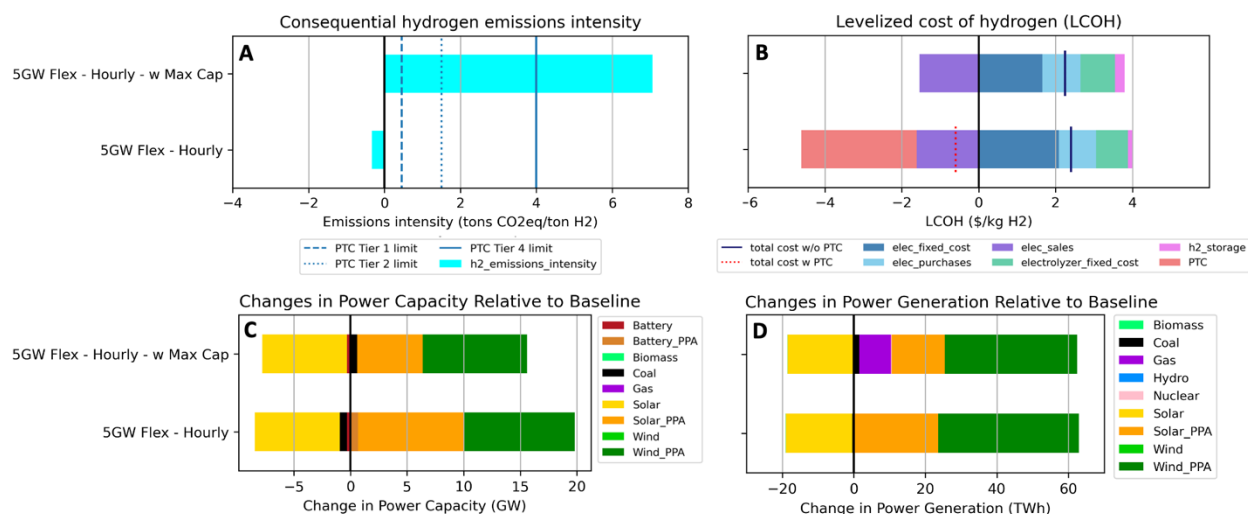 Consequential hydrogen emissions intensity
A
5GW Flex - Hourly - w Max Cap
5GW Flex - Hourly
−4 −2 0 2 4 6 8
Emissions intensity (tons CO2eq/ton H2)
PTC Tier 1 limit
PTC Tier 2 limit
PTC Tier 4 limit
h2_emissions_intensity
Levelized cost of hydrogen (LCOH)
B
−6 −4 −2 0 2 4
LCOH ($/kg H2)
total cost w/o PTC
total cost w PTC
elec_fixed_cost
elec_purchases
elec_sales
electrolyzer_fixed_cost
h2_storage
PTC
Changes in Power Capacity Relative to Baseline
C
5GW Flex - Hourly - w Max Cap
5GW Flex - Hourly
−5 0 5 10 15 20
Change in Power Capacity (GW)
Battery
Battery_PPA
Biomass
Coal
Gas
Solar
Solar_PPA
Wind
Wind_PPA
Changes in Power Generation Relative to Baseline
D
−20 0 20 40 60
Change in Power Generation (TWh)
Biomass
Coal
Gas
Hydro
Nuclear
Solar
Solar_PPA
Wind
Wind_PPA